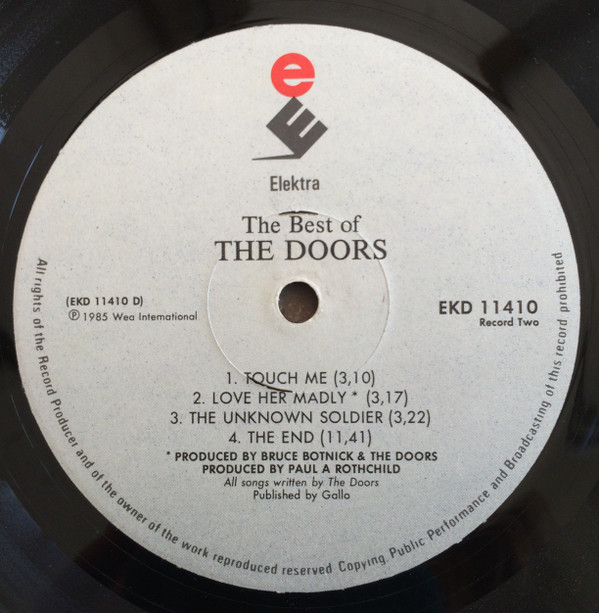 e
E
Elektra
The Best of
THE DOORS
(EKD 11410 D)
℗ 1985 Wea International
EKD 11410
Record Two
1. TOUCH ME (3,10)
2. LOVE HER MADLY * (3,17)
3. THE UNKNOWN SOLDIER (3,22)
4. THE END (11,41)
* PRODUCED BY BRUCE BOTNICK & THE DOORS
PRODUCED BY PAUL A ROTHCHILD
All songs written by The Doors
Published by Gallo
All rights of the Record Producer and of the owner of the work reproduced reserved Copying, Public Performance and Broadcasting of this record prohibited